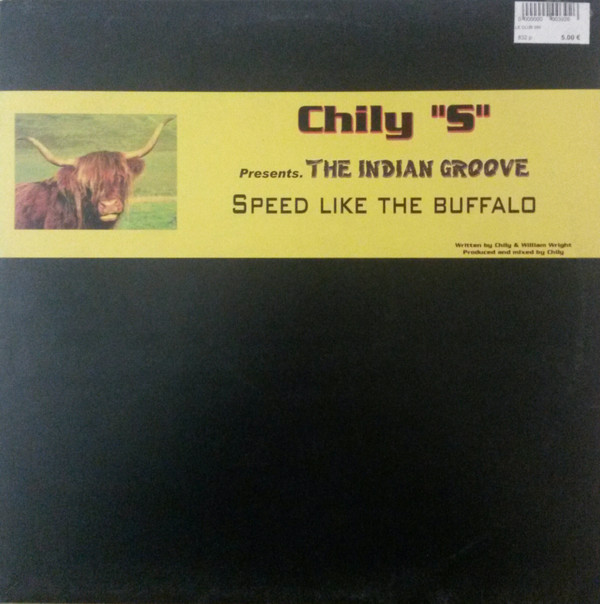 Chily "S"
Presents. THE INDIAN GROOVE
SPEED LIKE THE BUFFALO
Written by Chily & William Wright
Produced and mixed by Chily
5.00 €